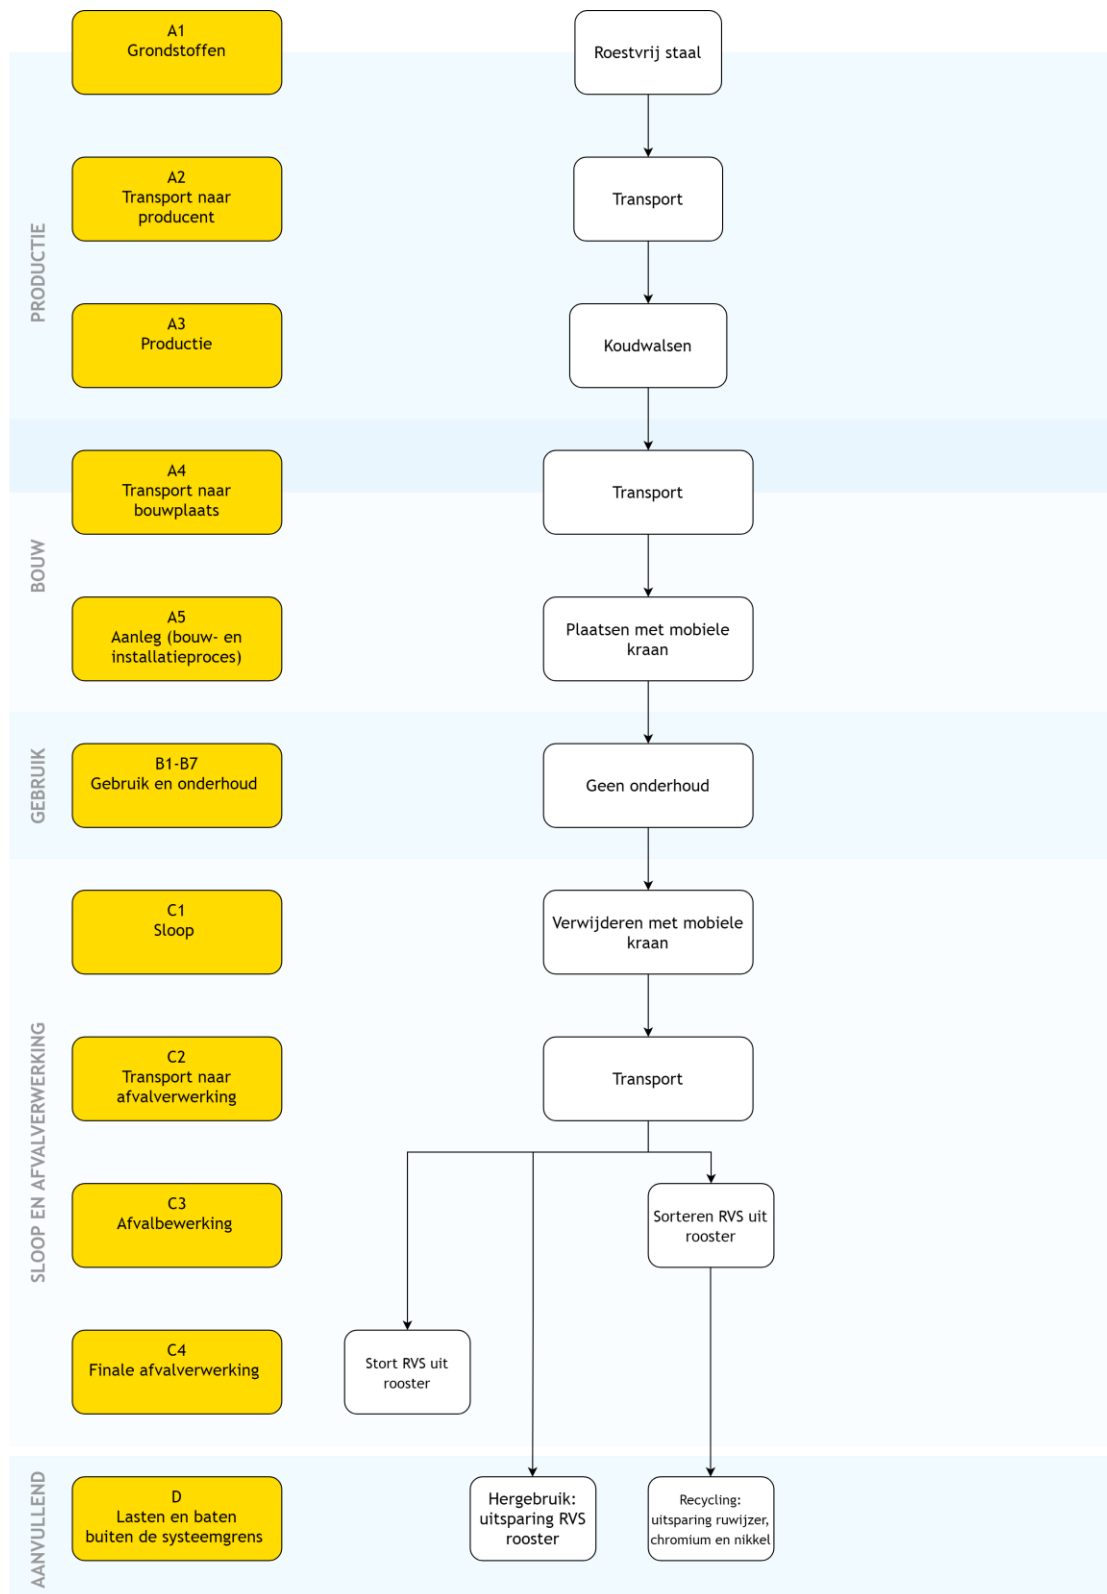 A1
Grondstoffen
Roestvrij staal
PRODUCTIE
A2
Transport naar
producent
Transport
A3
Productie
Koudwalsen
BOUW
A4
Transport naar
bouwplaats
Transport
A5
Aanleg (bouw- en
installatieproces)
Plaatsen met mobiele
kraan
GEBRUIK
B1-B7
Gebruik en onderhoud
Geen onderhoud
SLOOP EN AFVALVERWERKING
C1
Sloop
Verwijderen met mobiele
kraan
C2
Transport naar
afvalverwerking
Transport
C3
Afvalbewerking
Sorteren RVS uit
rooster
C4
Finale afvalverwerking
Stort RVS uit
rooster
AANVULLEND
D
Lasten en baten
buiten de systeemgrens
Hergebruik:
uitsparing RVS
rooster
Recycling:
uitsparing ruwijzer,
chromium en nikkel